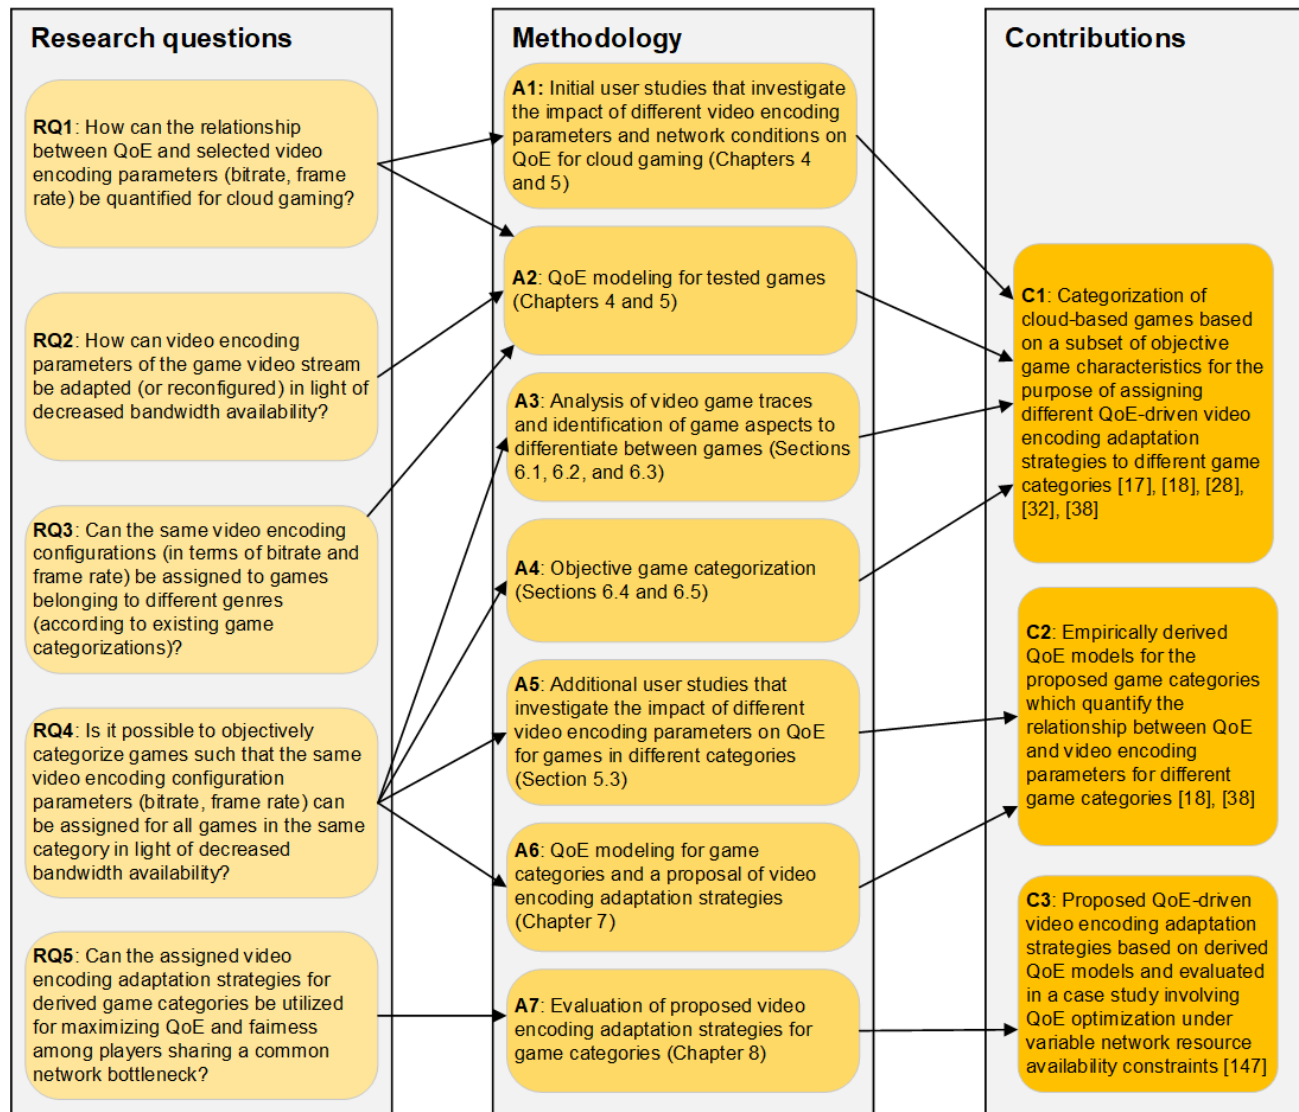 Research questions
RQ1: How can the relationship
between QoE and selected video
encoding parameters (bitrate, frame
rate) be quantified for cloud gaming?
RQ2: How can video encoding
parameters of the game video stream
be adapted (or reconfigured) in light of
decreased bandwidth availability?
RQ3: Can the same video encoding
configurations (in terms of bitrate and
frame rate) be assigned to games
belonging to different genres
(according to existing game
categorizations)?
RQ4: Is it possible to objectively
categorize games such that the same
video encoding configuration
parameters (bitrate, frame rate) can
be assigned for all games in the same
category in light of decreased
bandwidth availability?
RQ5: Can the assigned video
encoding adaptation strategies for
derived game categories be utilized
for maximizing QoE and fairness
among players sharing a common
network bottleneck?
Methodology
A1: Initial user studies that investigate
the impact of different video encoding
parameters and network conditions on
QoE for cloud gaming (Chapters 4
and 5)
A2: QoE modeling for tested games
(Chapters 4 and 5)
A3: Analysis of video game traces
and identification of game aspects to
differentiate between games (Sections
6.1, 6.2, and 6.3)
A4: Objective game categorization
(Sections 6.4 and 6.5)
A5: Additional user studies that
investigate the impact of different
video encoding parameters on QoE
for games in different categories
(Section 5.3)
A6: QoE modeling for game
categories and a proposal of video
encoding adaptation strategies
(Chapter 7)
A7: Evaluation of proposed video
encoding adaptation strategies for
game categories (Chapter 8)
Contributions
C1: Categorization of
cloud-based games based
on a subset of objective
game characteristics for the
purpose of assigning
different QoE-driven video
encoding adaptation
strategies to different game
categories [17], [18], [28],
[32], [38]
C2: Empirically derived
QoE models for the
proposed game categories
which quantify the
relationship between QoE
and video encoding
parameters for different
game categories [18], [38]
C3: Proposed QoE-driven
video encoding adaptation
strategies based on derived
QoE models and evaluated
in a case study involving
QoE optimization under
variable network resource
availability constraints [147]